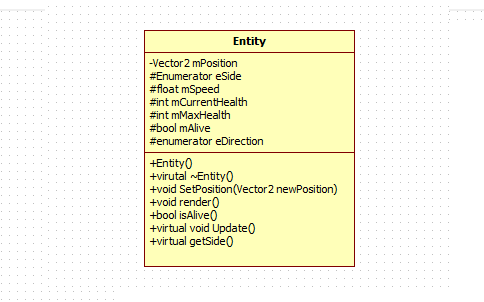 Entity
-Vector2 mPosition
#Enumerator eSide
#float mSpeed
#int mCurrentHealth
#int mMaxHealth
#bool mAlive
#enumerator eDirection
+Entity()
+virutal ~Entity()
+void SetPosition(Vector2 newPosition)
+void render()
+bool isAlive()
+virtual void Update()
+virtual getSide()